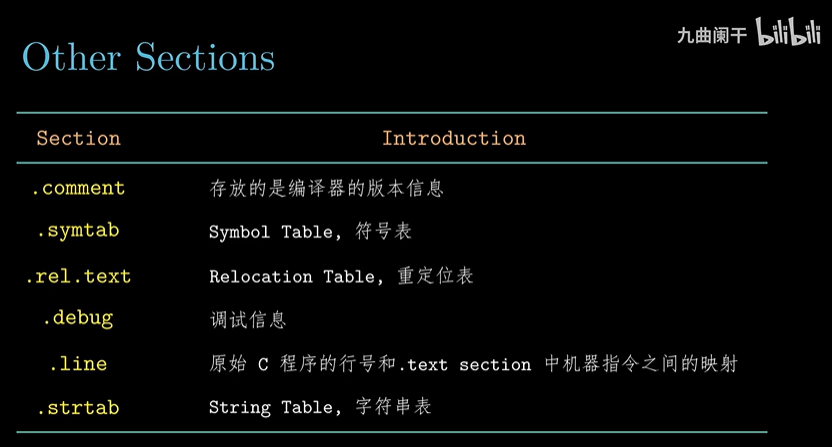 九曲阑干 bilibili
Other Sections
Section Introduction
.comment 存放的是编译器的版本信息
.symtab Symbol Table, 符号表
.rel.text Relocation Table, 重定位表
.debug 调试信息
.line 原始 C 程序的行号和.text section 中机器指令之间的映射
.strtab String Table, 字符串表